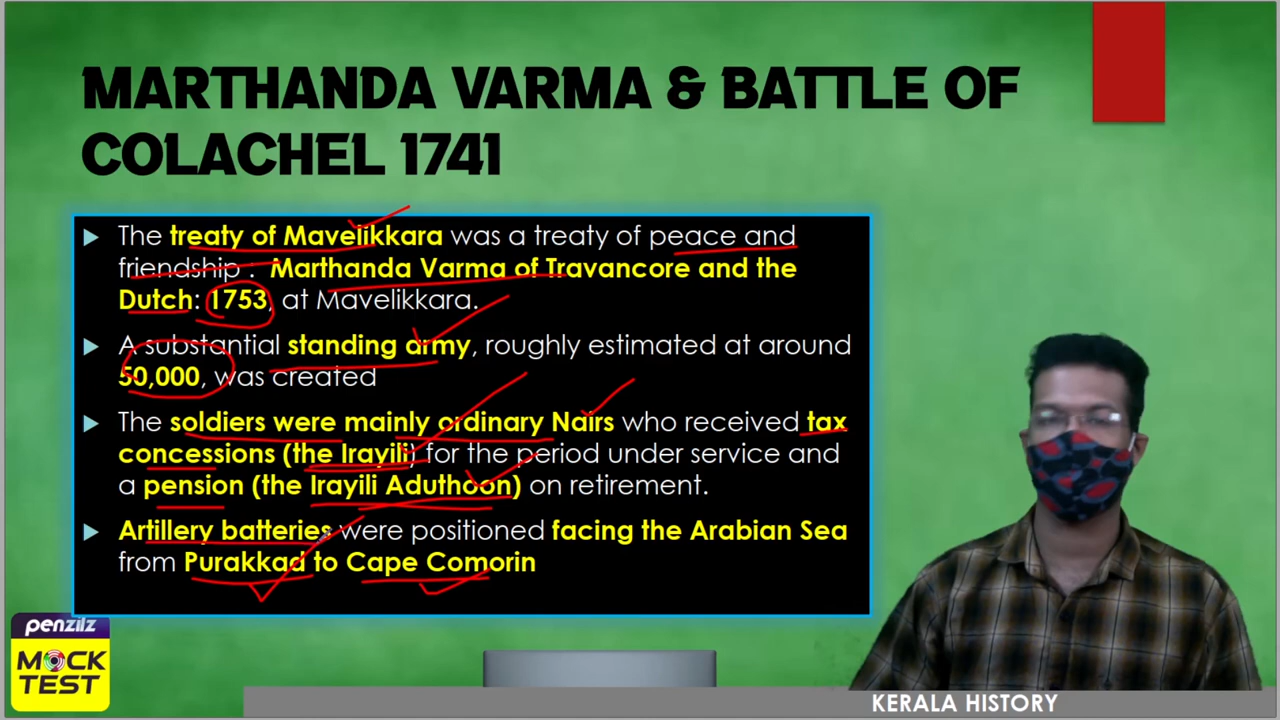 MARTHANDA VARMA & BATTLE OF
COLACHEL 1741
The treaty of Mavelikkara was a treaty of peace and
friendship : Marthanda Varma of Travancore and the
Dutch: 1753, at Mavelikkara.
A substantial standing army, roughly estimated at around
50,000, was created
The soldiers were mainly ordinary Nairs who received tax
concessions (the Irayili) for the period under service and
a pension (the Irayili Aduthoon) on retirement.
Artillery batteries were positioned facing the Arabian Sea
from Purakkad to Cape Comorin
penzilz
MOCK
TEST
KERALA HISTORY